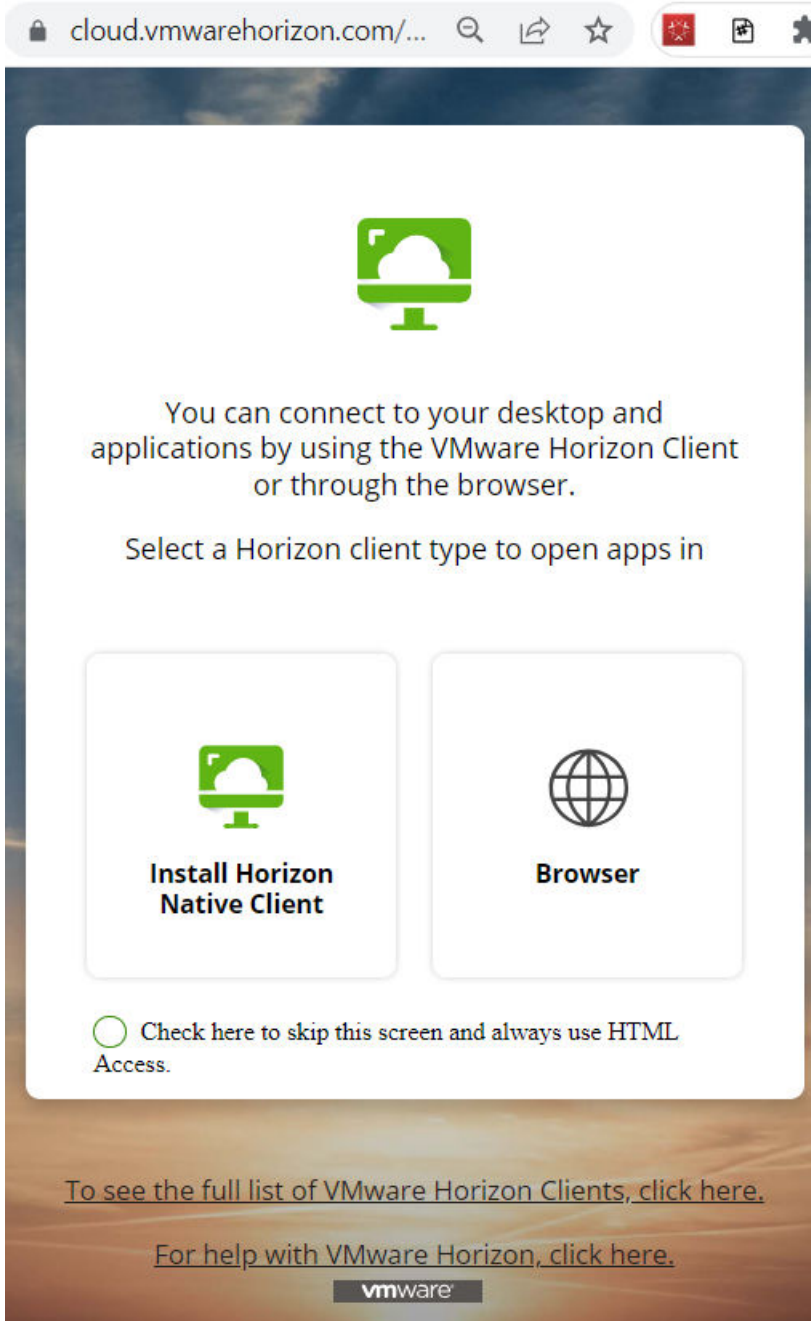 cloud.vmwarehorizon.com/...
You can connect to your desktop and
applications by using the VMware Horizon Client
or through the browser.
Select a Horizon client type to open apps in
Install Horizon
Native Client
Browser
Check here to skip this screen and always use HTML
Access.
To see the full list of VMware Horizon Clients, click here.
For help with VMware Horizon, click here.
vmware